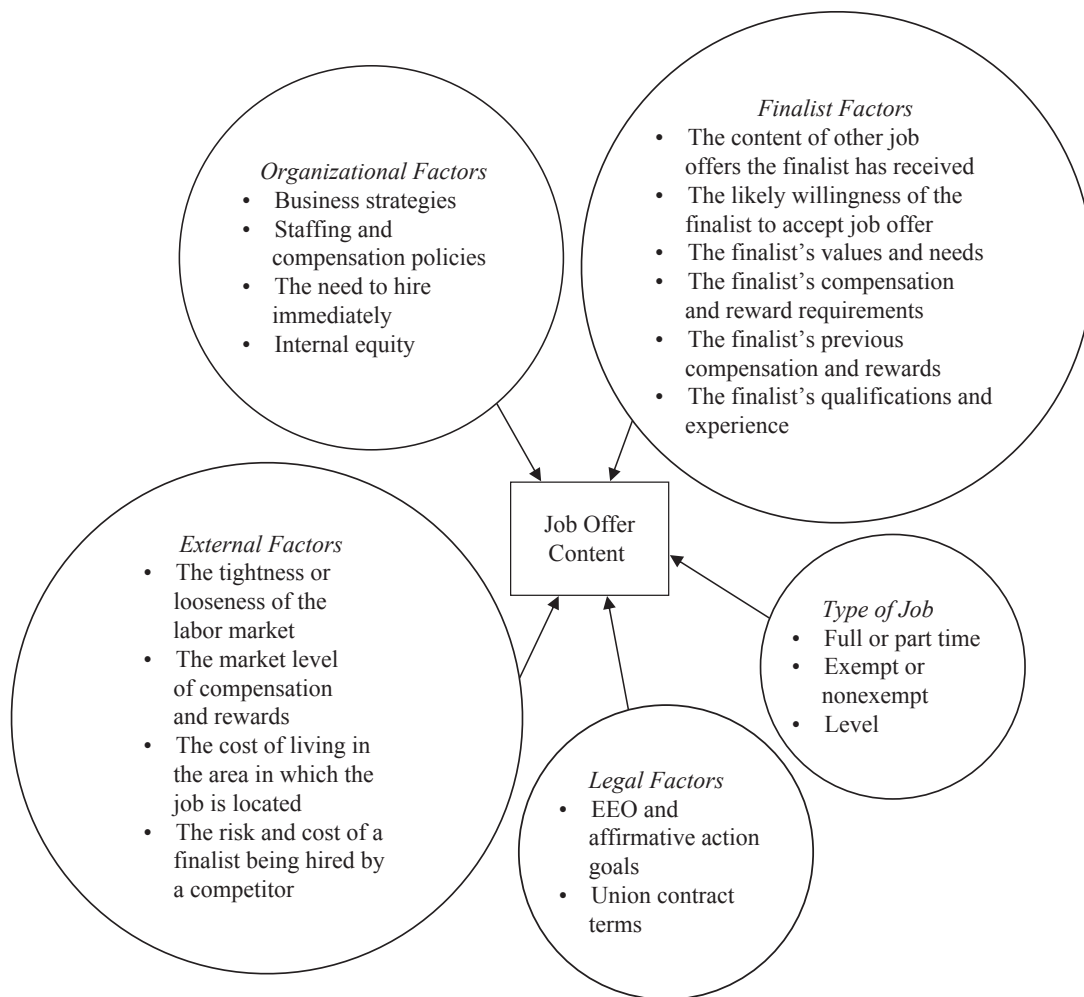 Organizational Factors
• Business strategies
• Staffing and
compensation policies
• The need to hire
immediately
• Internal equity
Finalist Factors
• The content of other job
offers the finalist has received
• The likely willingness of the
finalist to accept job offer
• The finalist’s values and needs
• The finalist’s compensation
and reward requirements
• The finalist’s previous
compensation and rewards
• The finalist’s qualifications and
experience
Job Offer
Content
External Factors
• The tightness or
looseness of the
labor market
• The market level
of compensation
and rewards
• The cost of living in
the area in which the
job is located
• The risk and cost of a
finalist being hired by
a competitor
Type of Job
• Full or part time
• Exempt or
nonexempt
• Level
Legal Factors
• EEO and
affirmative action
goals
• Union contract
terms